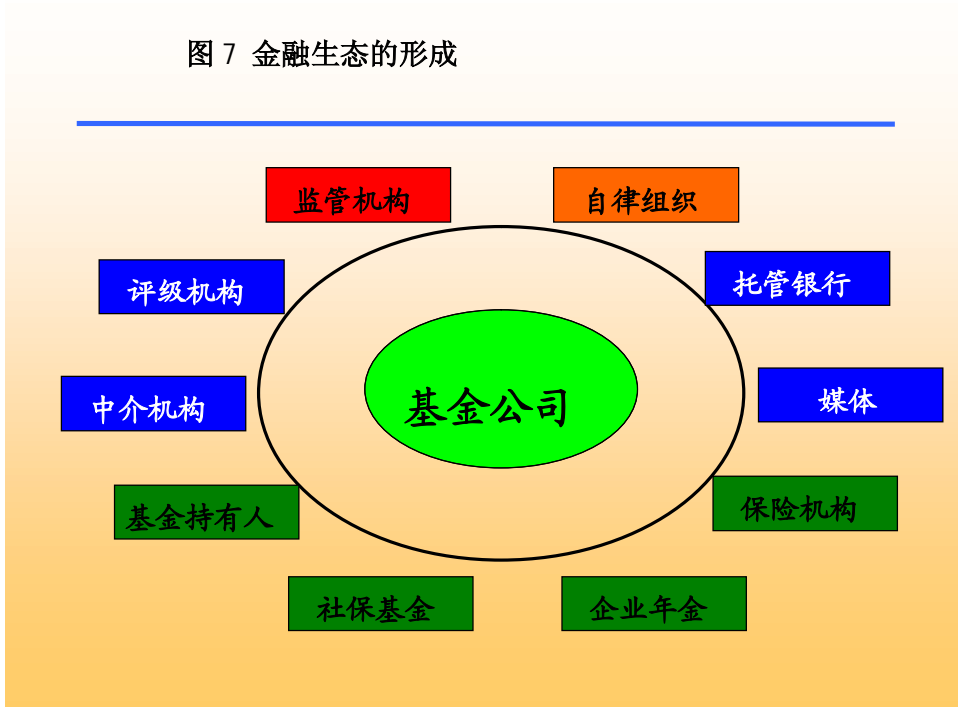 图 7 金融生态的形成
监管机构
自律组织
评级机构
托管银行
中介机构
基金公司
媒体
基金持有人
保险机构
社保基金
企业年金